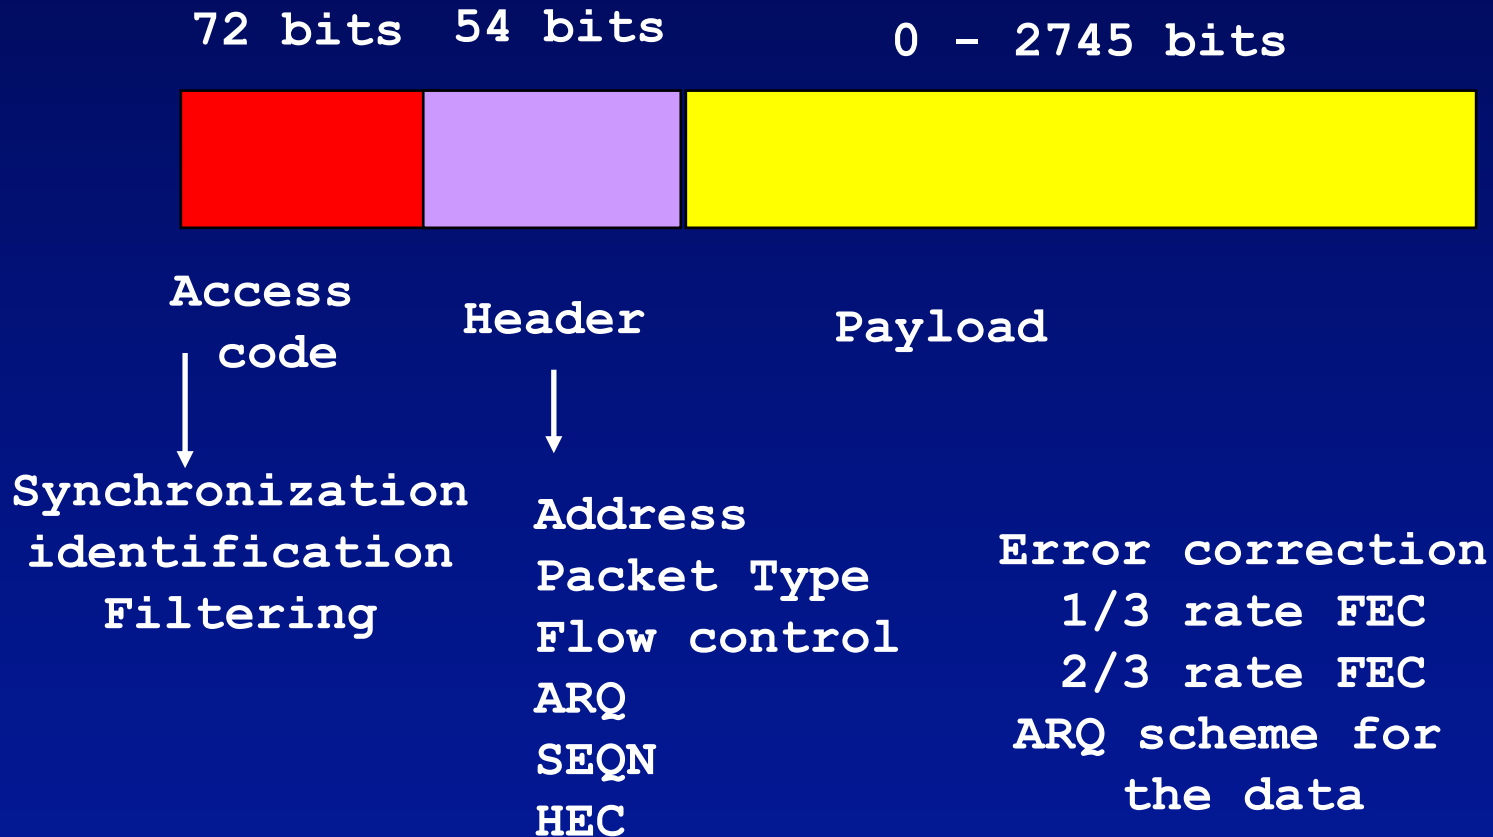 72 bits 54 bits 0 - 2745 bits
Access
code
Header
Payload
Synchronization
identification
Filtering
Address
Packet Type
Flow control
ARQ
SEQN
HEC
Error correction
1/3 rate FEC
2/3 rate FEC
ARQ scheme for
the data